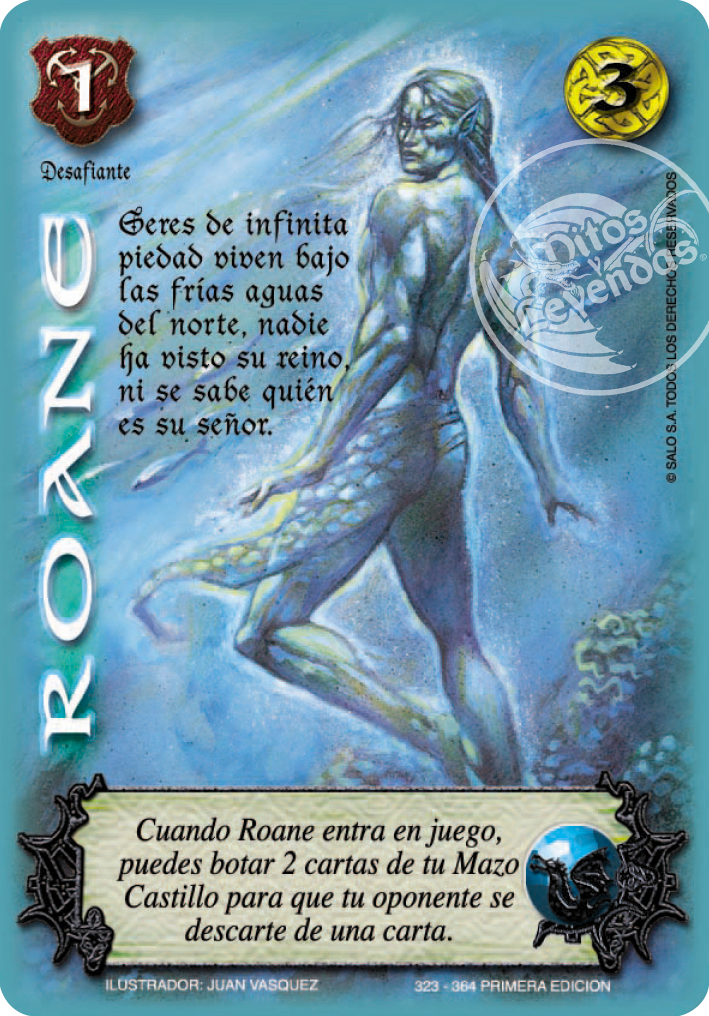 1
3
Desafiante
ROANE
Seres de infinita
piedad viven bajo
las frías aguas
del norte, nadie
ha visto su reino,
ni se sabe quién
es su señor.
Mitos
y
Leyendas®
© SALO S.A. TODOS LOS DERECHOS RESERVADOS
Cuando Roane entra en juego,
puedes botar 2 cartas de tu Mazo
Castillo para que tu oponente se
descarte de una carta.
ILUSTRADOR: JUAN VASQUEZ
323 - 364 PRIMERA EDICION